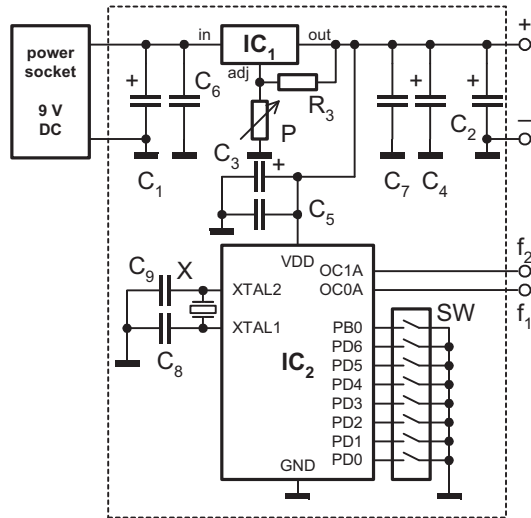 power
socket
9 V
DC
in
IC1
out
adj
+
C6
R3
P
+
+
+
+
−
C1
C3
C5
C7
C4
C2
VDD
OC1A
OC0A
f2
f1
C9
X
C8
XTAL2
XTAL1
IC2
SW
PB0
PD6
PD5
PD4
PD3
PD2
PD1
PD0
GND